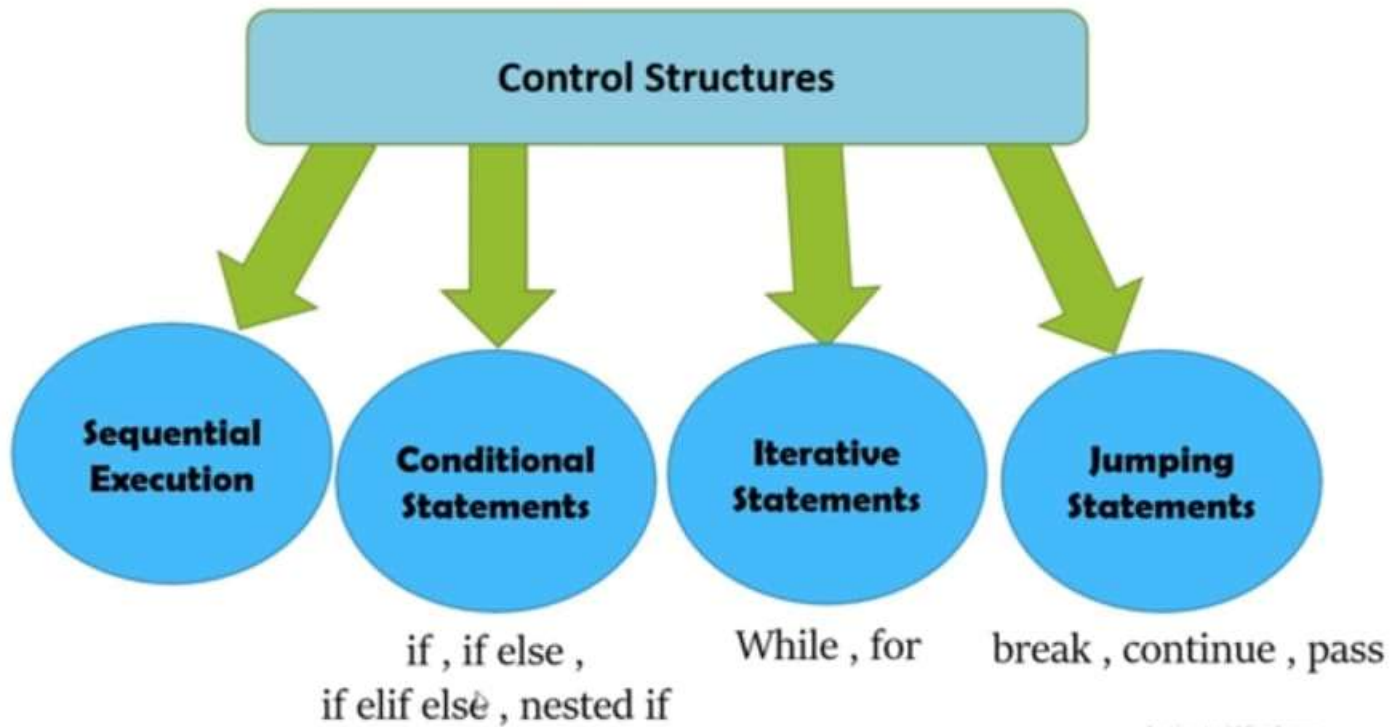 Control Structures
Sequential
Execution
Conditional
Statements
Iterative
Statements
Jumping
Statements
if , if else ,
if elif else , nested if
While , for
break , continue , pass